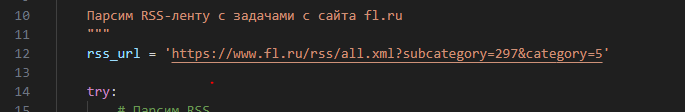 10 Парсим RSS-ленту с задачами с сайта fl.ru
11 """
12 rss_url = 'https://www.fl.ru/rss/all.xml?subcategory=297&category=5'
13
14 try:
15 # Парсим RSS